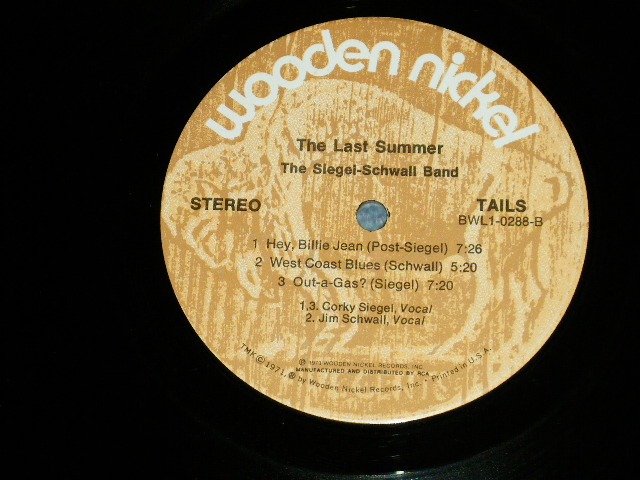 wooden nickel
The Last Summer
The Siegel-Schwall Band
STEREO
TAILS
BWL1-0288-B
1 Hey, Billie Jean (Post-Siegel) 7:26
2 West Coast Blues (Schwall) 5:20
3 Out-a-Gas? (Siegel) 7:20
1,3. Corky Siegel, Vocal
2. Jim Schwall, Vocal
℗ 1973 WOODEN NICKEL RECORDS, INC.
MANUFACTURED AND DISTRIBUTED BY RCA
TMK © 1971, ℗ by Wooden Nickel Records, Inc. • Printed in U.S.A.